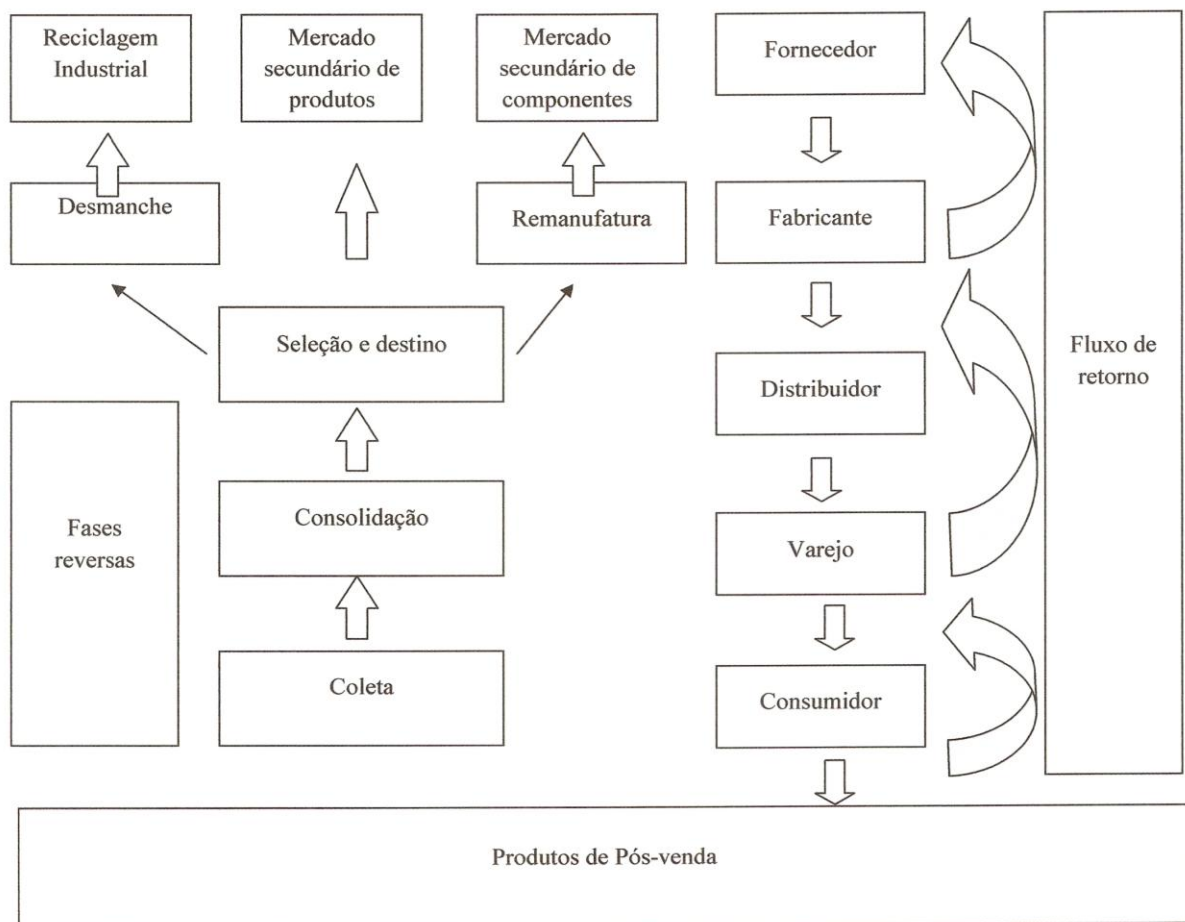 Reciclagem
Industrial
Mercado
secundário de
produtos
Mercado
secundário de
componentes
Fornecedor
Desmanche
Remanufatura
Fabricante
Seleção e destino
Distribuidor
Fluxo de
retorno
Fases
reversas
Consolidação
Varejo
Coleta
Consumidor
Produtos de Pós-venda